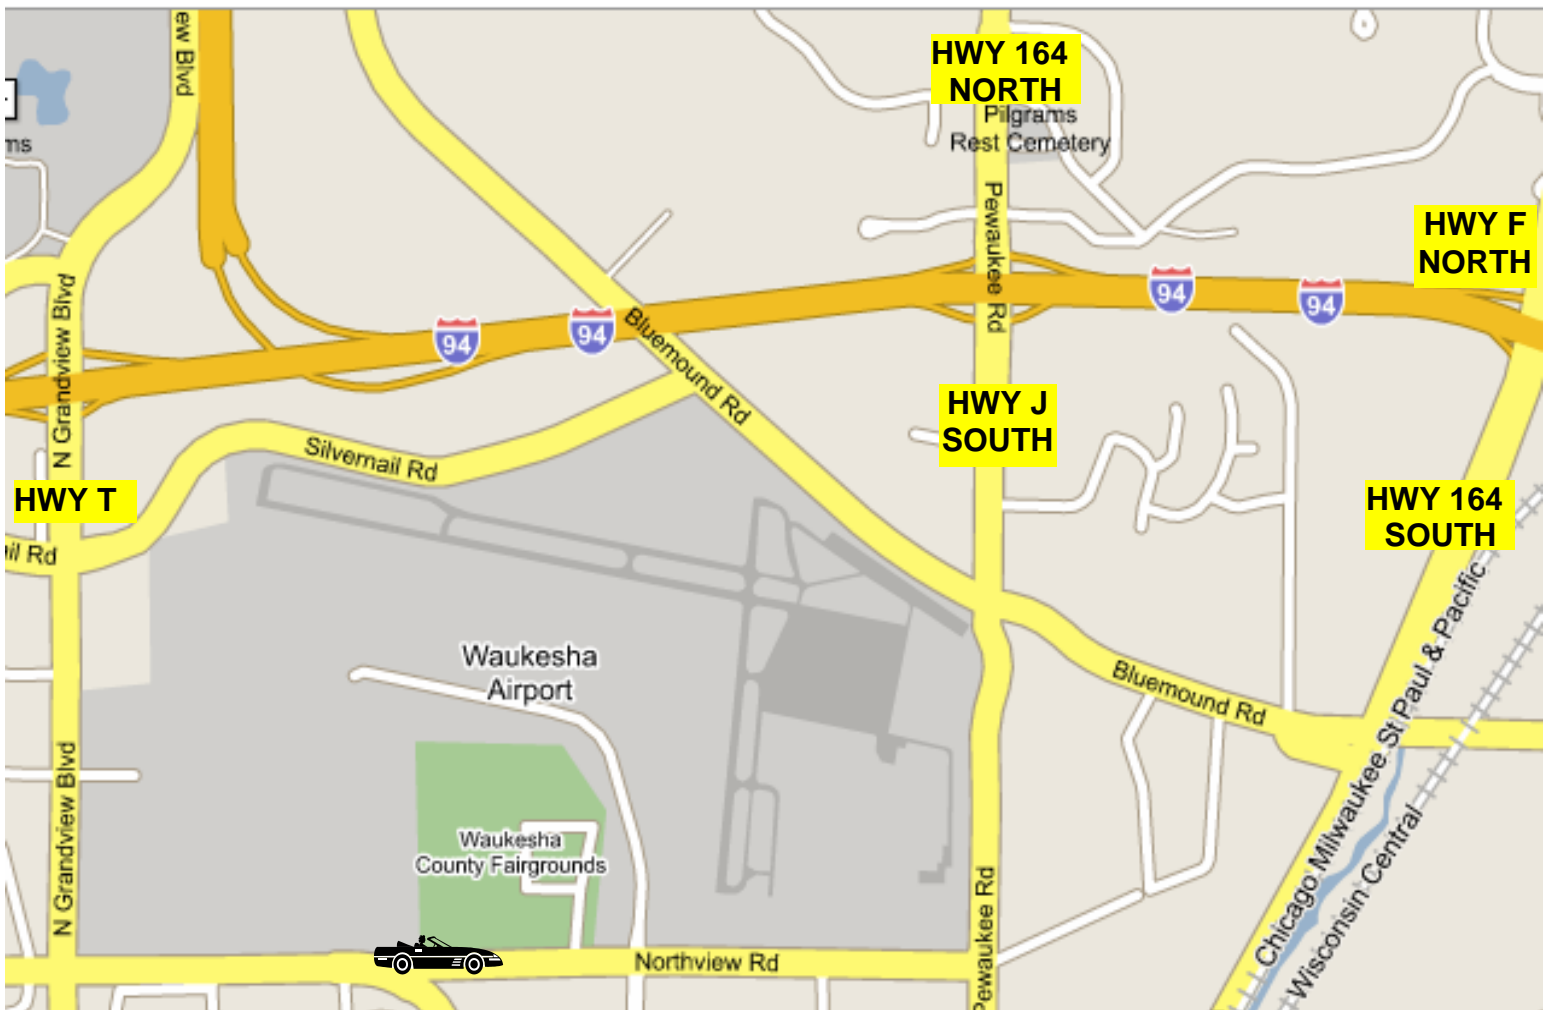 ew Blvd
HWY 164
NORTH
Pilgrams
Rest Cemetery
ms
Pewaukee Rd
HWY F
NORTH
94
94
94
94
N Grandview Blvd
Bluemound Rd
HWY J
SOUTH
Silvernail Rd
HWY T
HWY 164
SOUTH
ail Rd
Waukesha
Airport
Bluemound Rd
Chicago Milwaukee St Paul & Pacific
Wisconsin Central
N Grandview Blvd
Waukesha
County Fairgrounds
Pewaukee Rd
Northview Rd